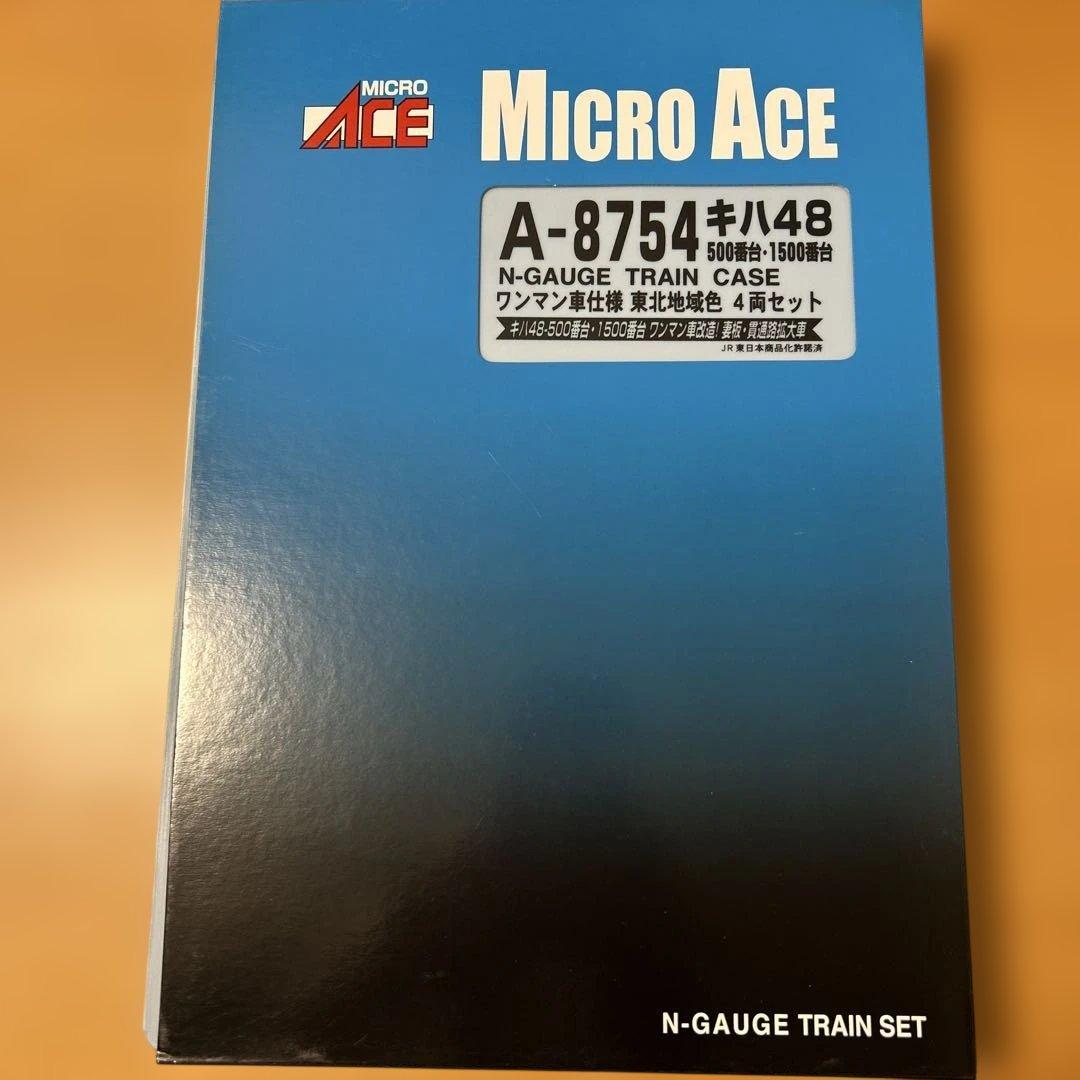 MICRO
ACE
MICRO ACE
A-8754 キハ48
500番台・1500番台
N-GAUGE TRAIN CASE
ワンマン車仕様 東北地域色 4両セット
キハ48-500番台・1500番台 ワンマン車改造! 妻板・貫通路拡大車
JR東日本商品化許諾済
N-GAUGE TRAIN SET